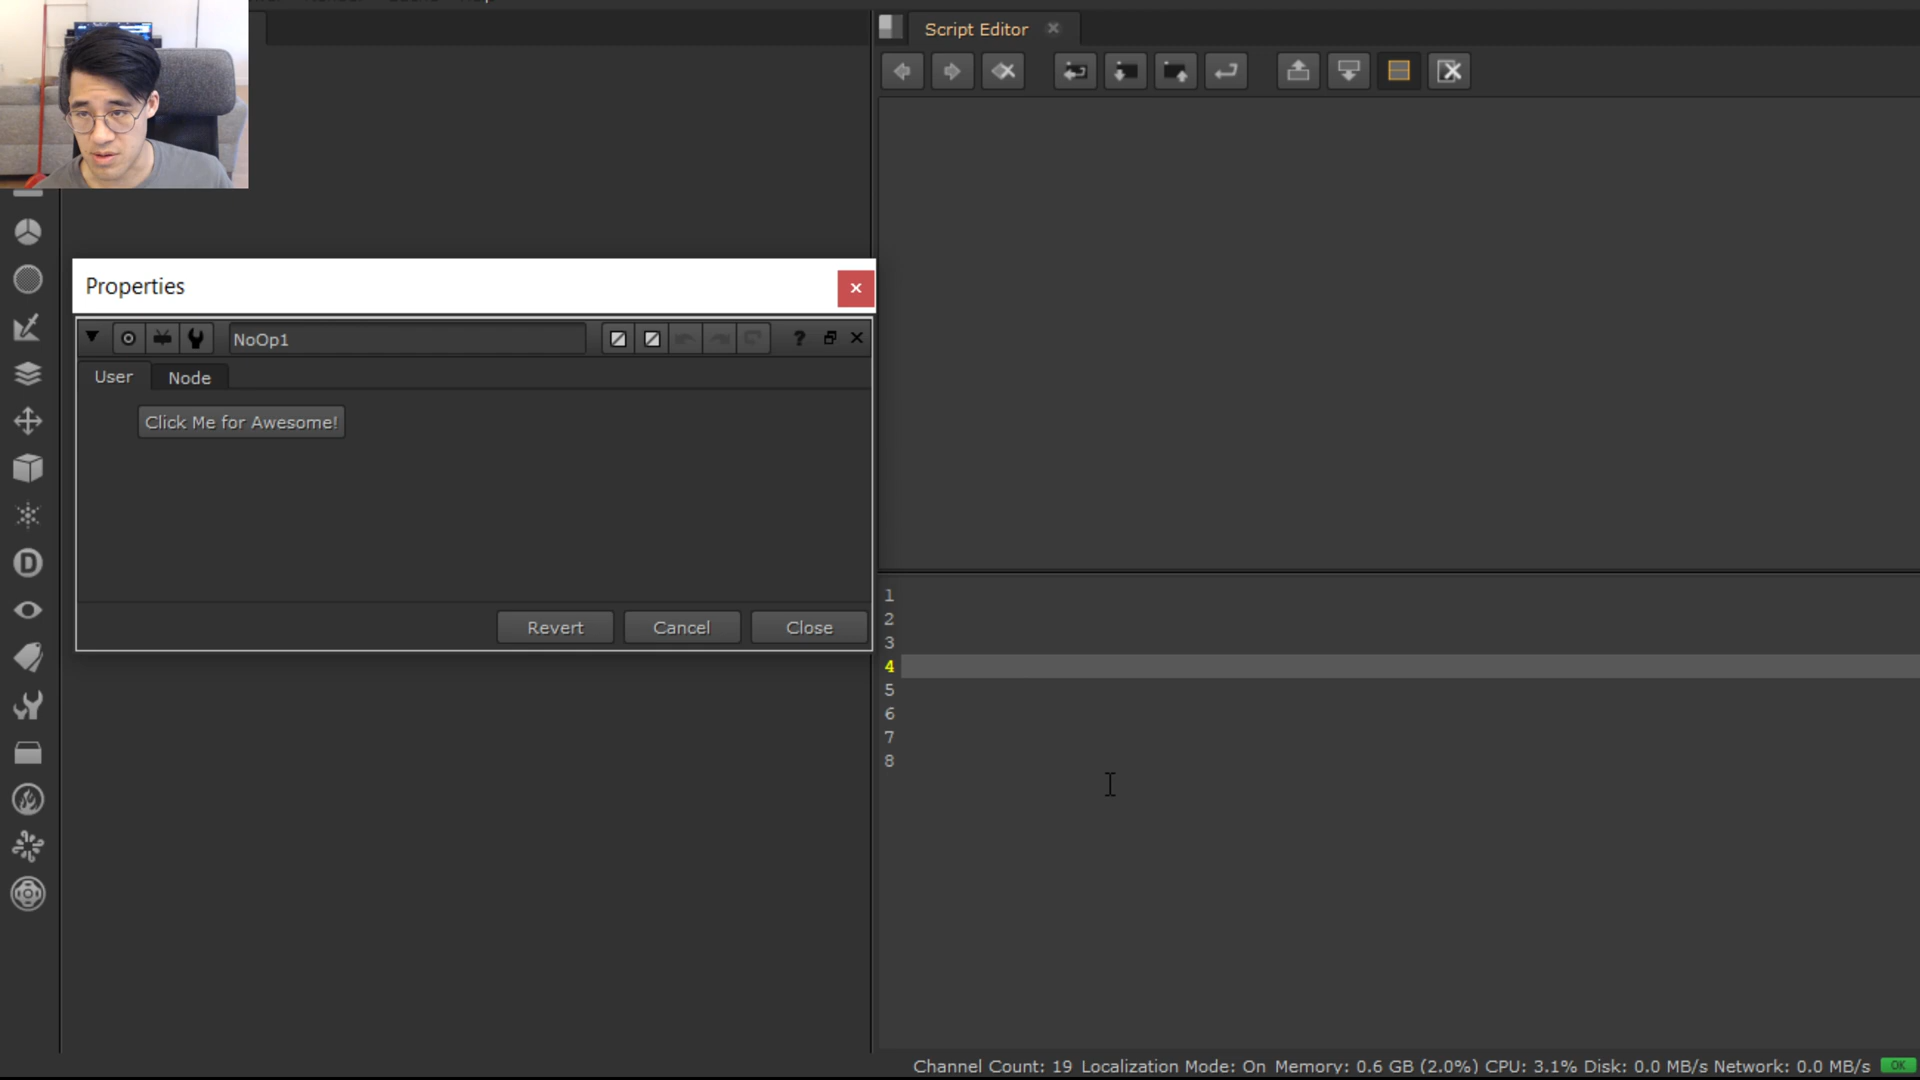 Help
Script Editor
Properties
NoOp1
?
User
Node
Click Me for Awesome!
Revert
Cancel
Close
1
2
3
4
5
6
7
8
Channel Count: 19 Localization Mode: On Memory: 0.6 GB (2.0%) CPU: 3.1% Disk: 0.0 MB/s Network: 0.0 MB/s OK